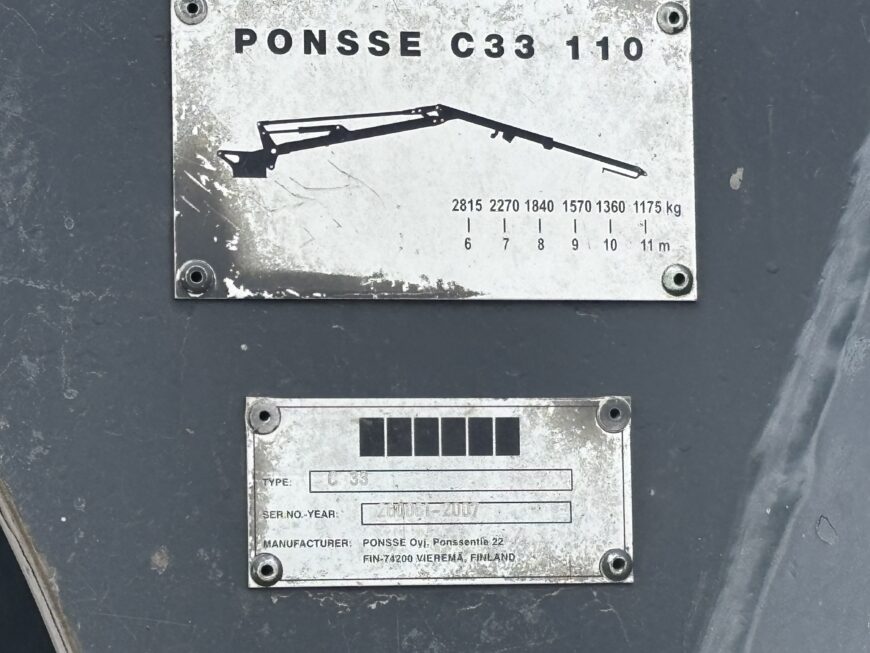 PONSSE C33 110
2815 2270 1840 1570 1360 1175 kg
6 7 8 9 10 11 m
TYPE: C 33
SER.NO.-YEAR:
MANUFACTURER: PONSSE Oyj. Ponssentie 22
FIN-74200 VIEREMÄ, FINLAND